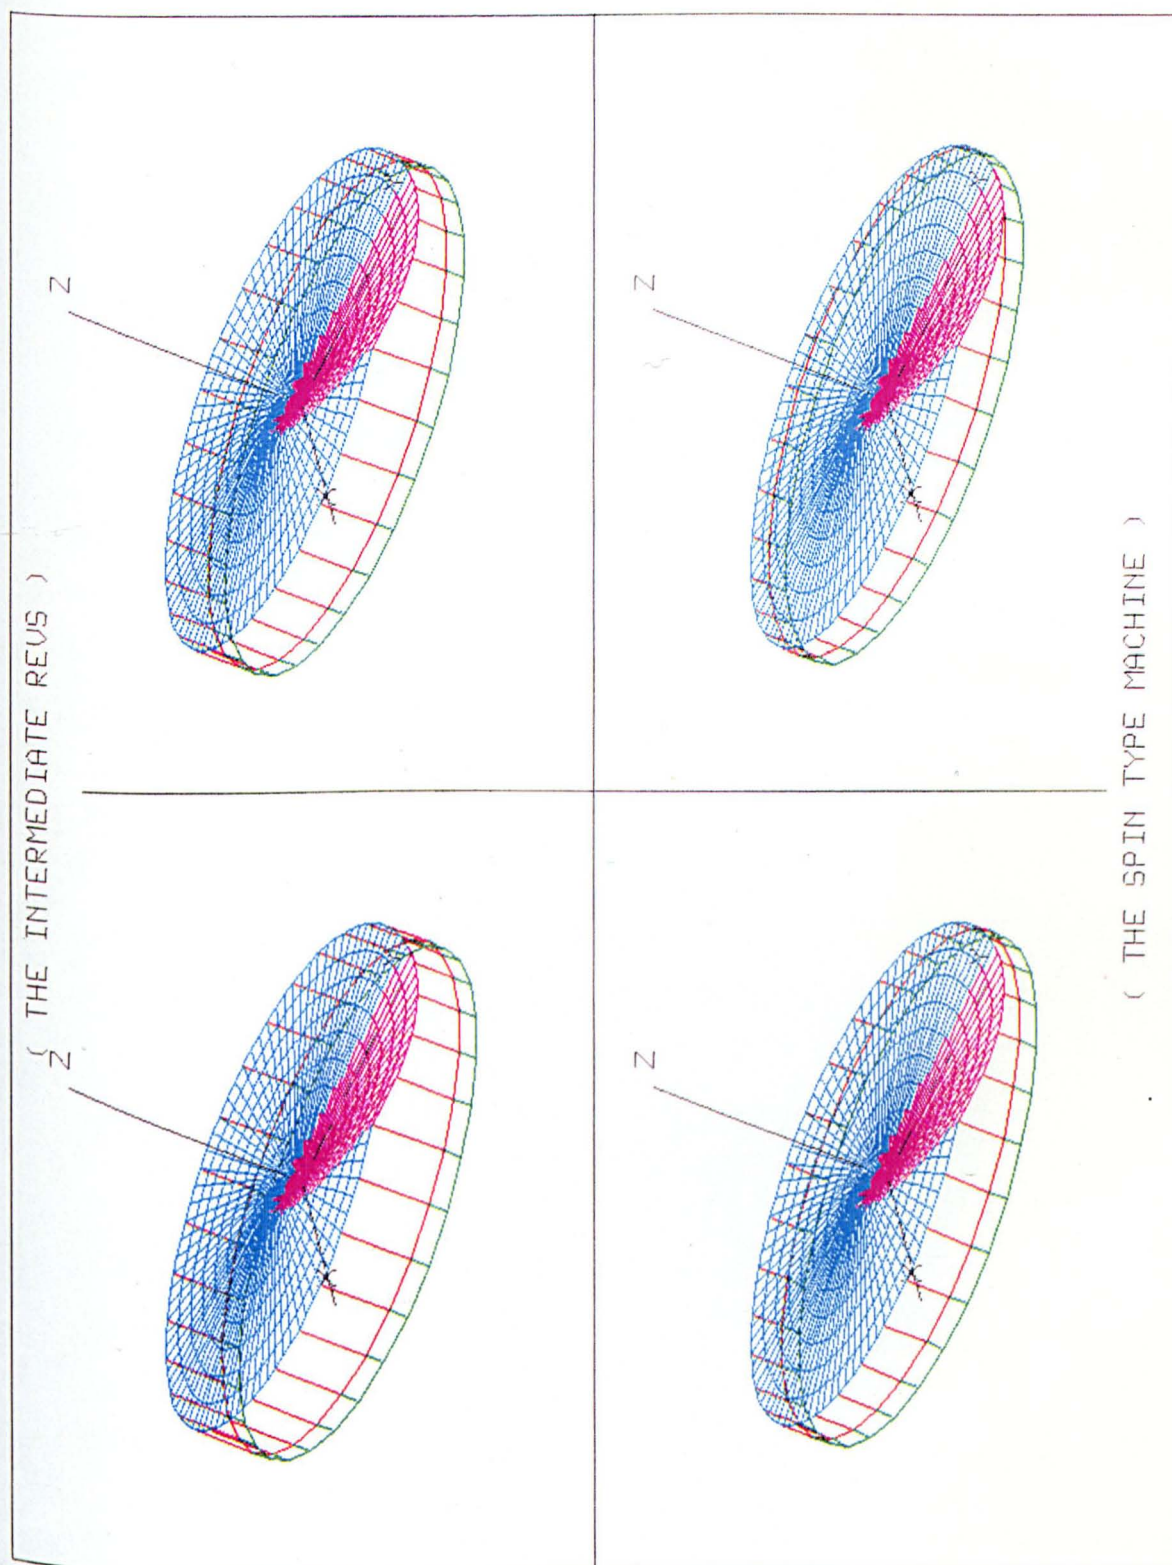 ( THE INTERMEDIATE REVS )
Z
Z
Z
Z
( THE SPIN TYPE MACHINE )